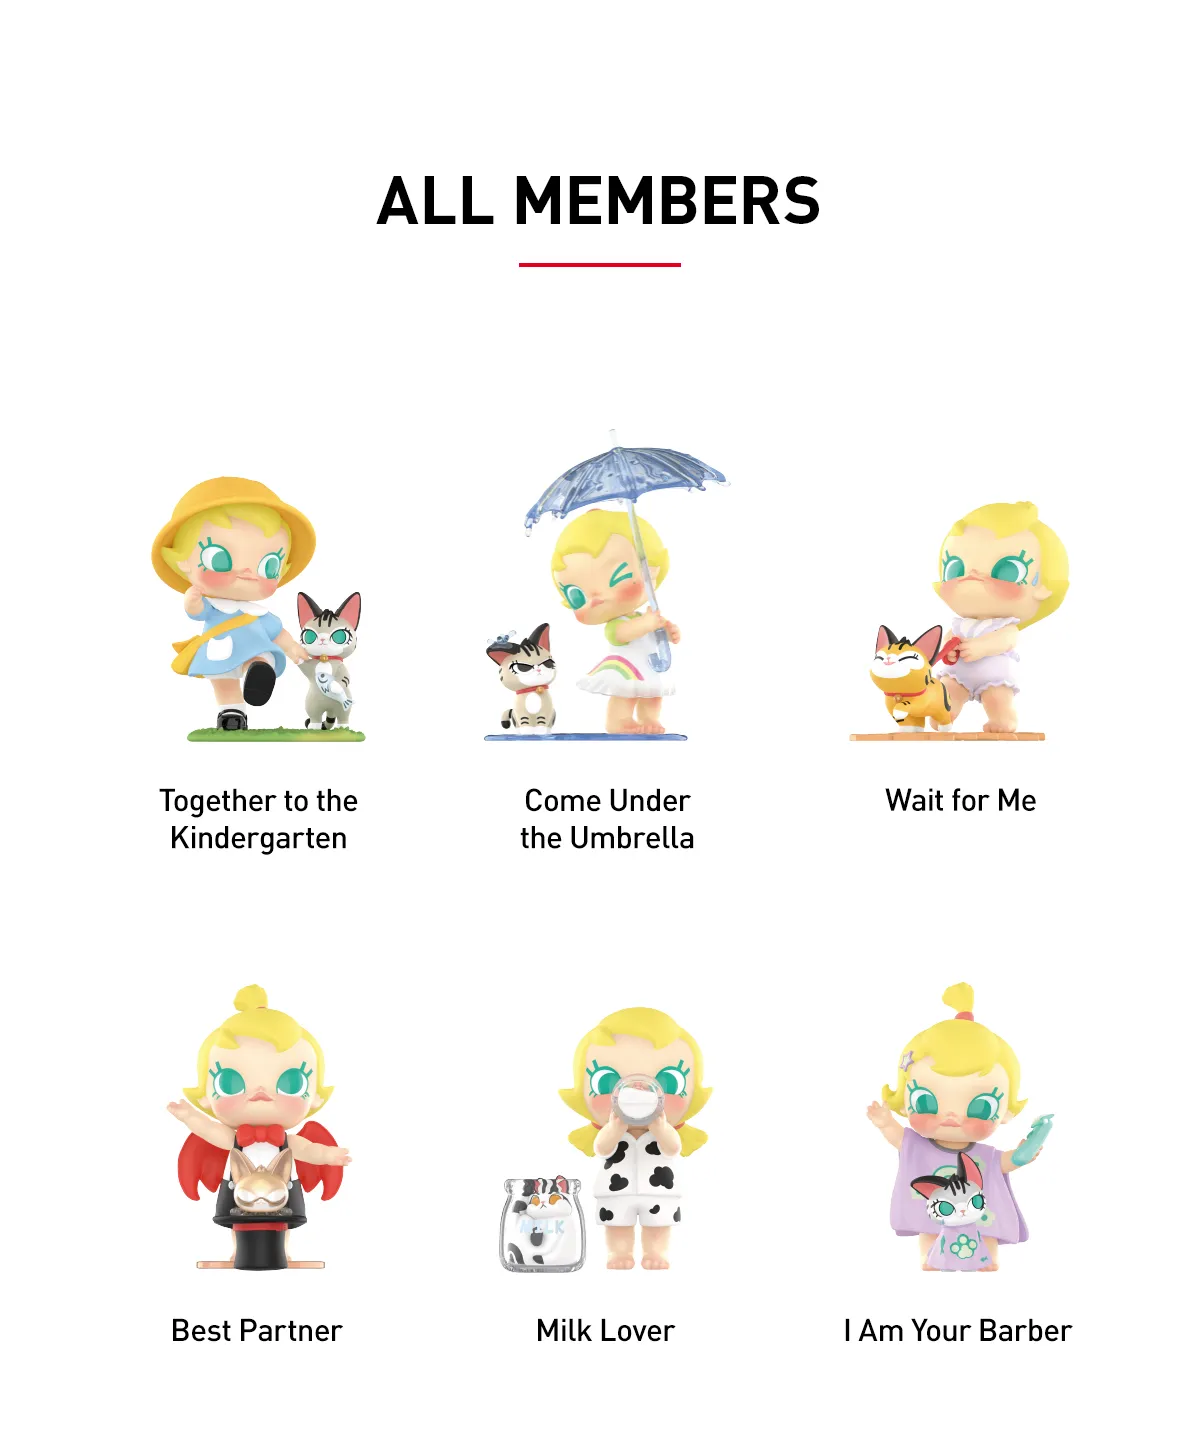 ALL MEMBERS
Together to the
Kindergarten
Come Under
the Umbrella
Wait for Me
MILK
Best Partner
Milk Lover
I Am Your Barber